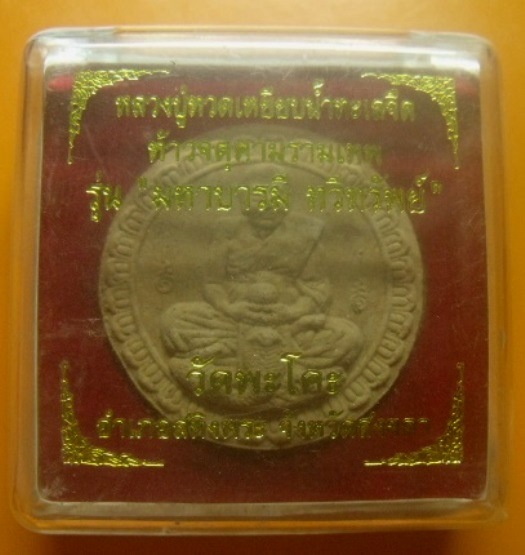 หลวงปู่ทวดเหยียบน้ำทะเลจืด
ท้าวจตุคามรามเทพ
รุ่น "มหาบารมี ทวีทรัพย์"
วัดพะโคะ
อำเภอสทิงพระ จังหวัดสงขลา